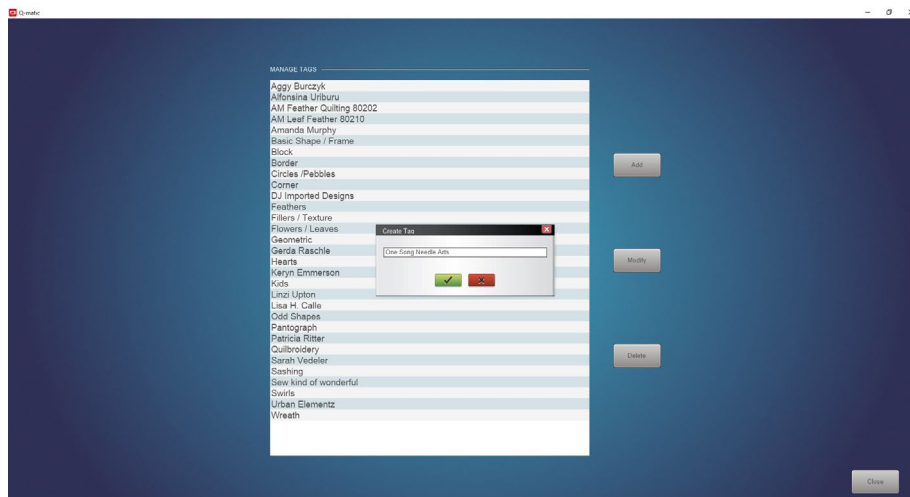 Q-matic
MANAGE TAGS
Aggy Burczyk
Alfonsina Uriburu
AM Feather Quilting 80202
AM Leaf Feather 80210
Amanda Murphy
Basic Shape / Frame
Block
Border
Circles /Pebbles
Corner
DJ Imported Designs
Feathers
Fillers / Texture
Flowers / Leaves
Geometric
Gerda Raschle
Hearts
Keryn Emmerson
Kids
Linzi Upton
Lisa H. Calle
Odd Shapes
Pantograph
Patricia Ritter
Quilbroidery
Sarah Vedeler
Sashing
Sew kind of wonderful
Swirls
Urban Elementz
Wreath
Create Tag
One Song Needle Arts
Add
Modify
Delete
Close